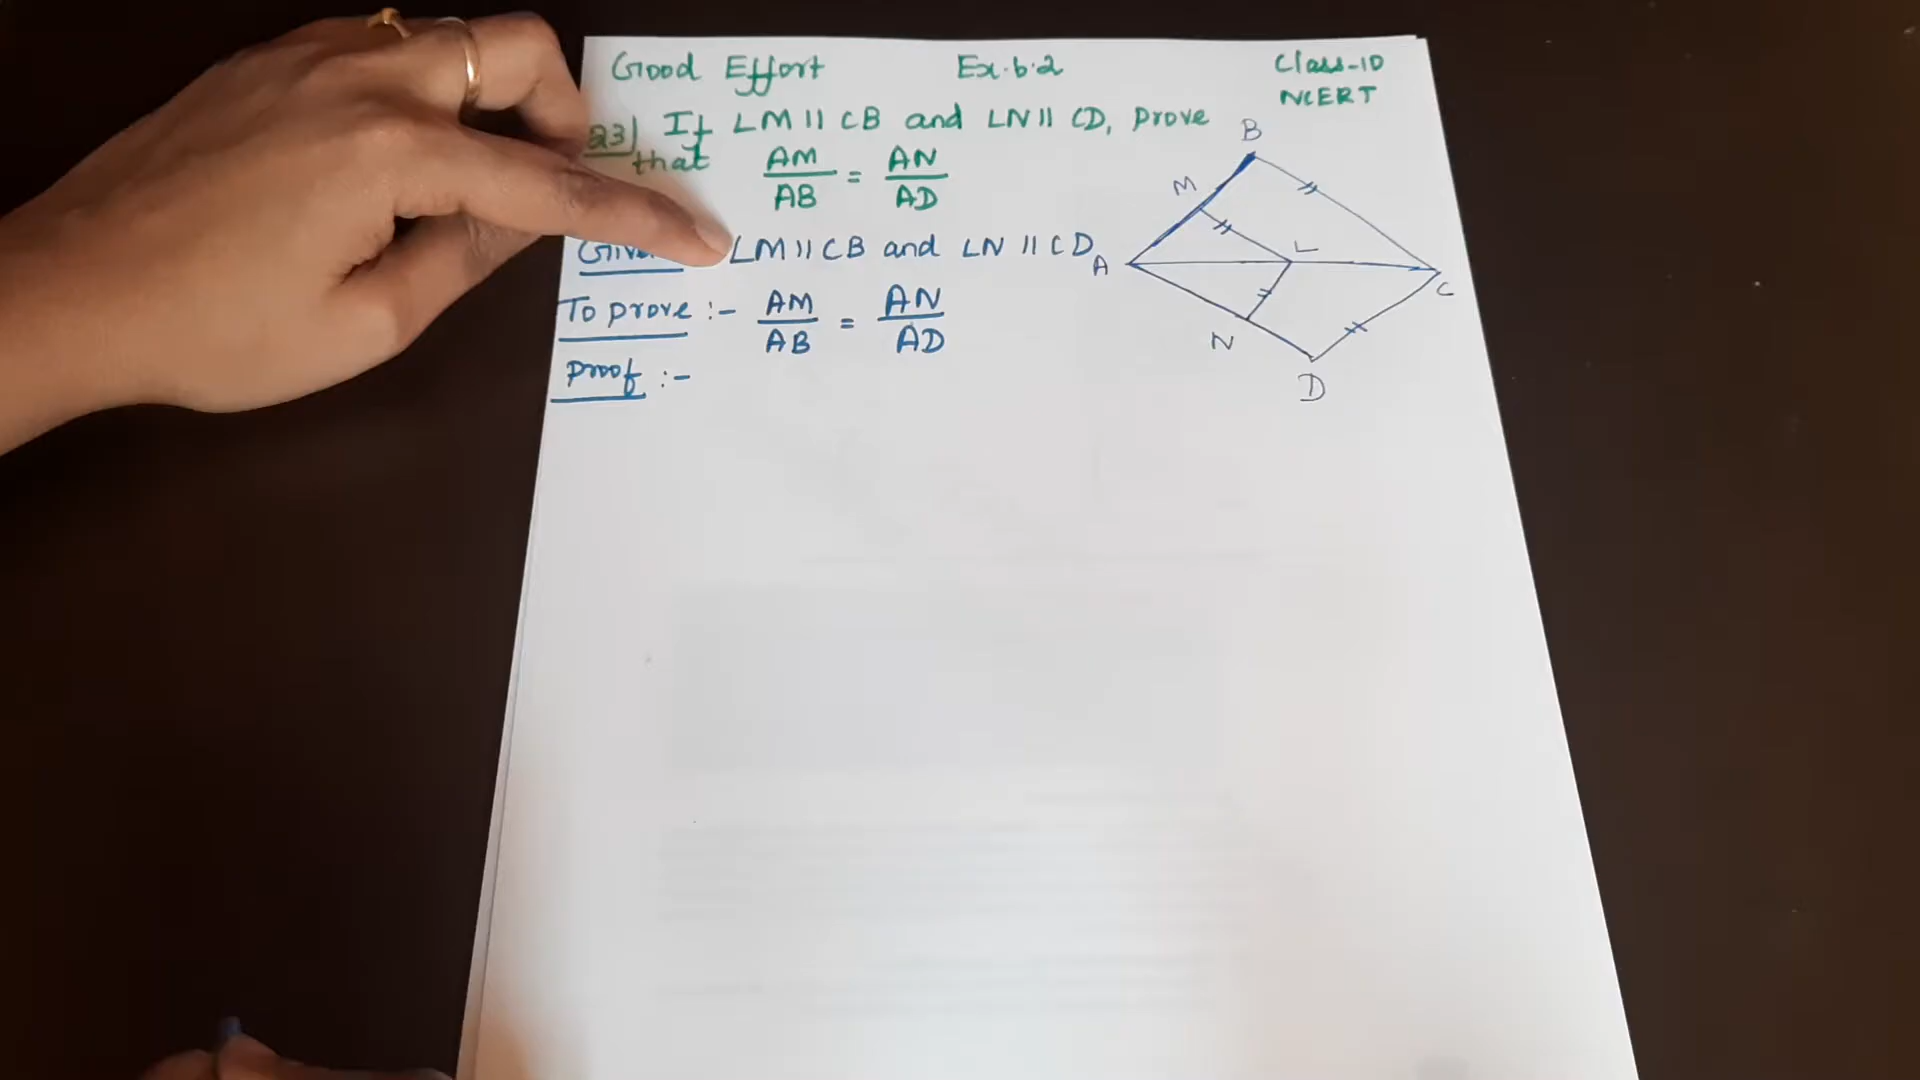 Good Effort Ex.6.2 Class-10
NCERT
Q3) If LM || CB and LN || CD, prove
that AM/AB = AN/AD
LM || CB and LN || CD
To prove :- AM/AB = AN/AD
Proof :-
B
M
L
A
C
N
D